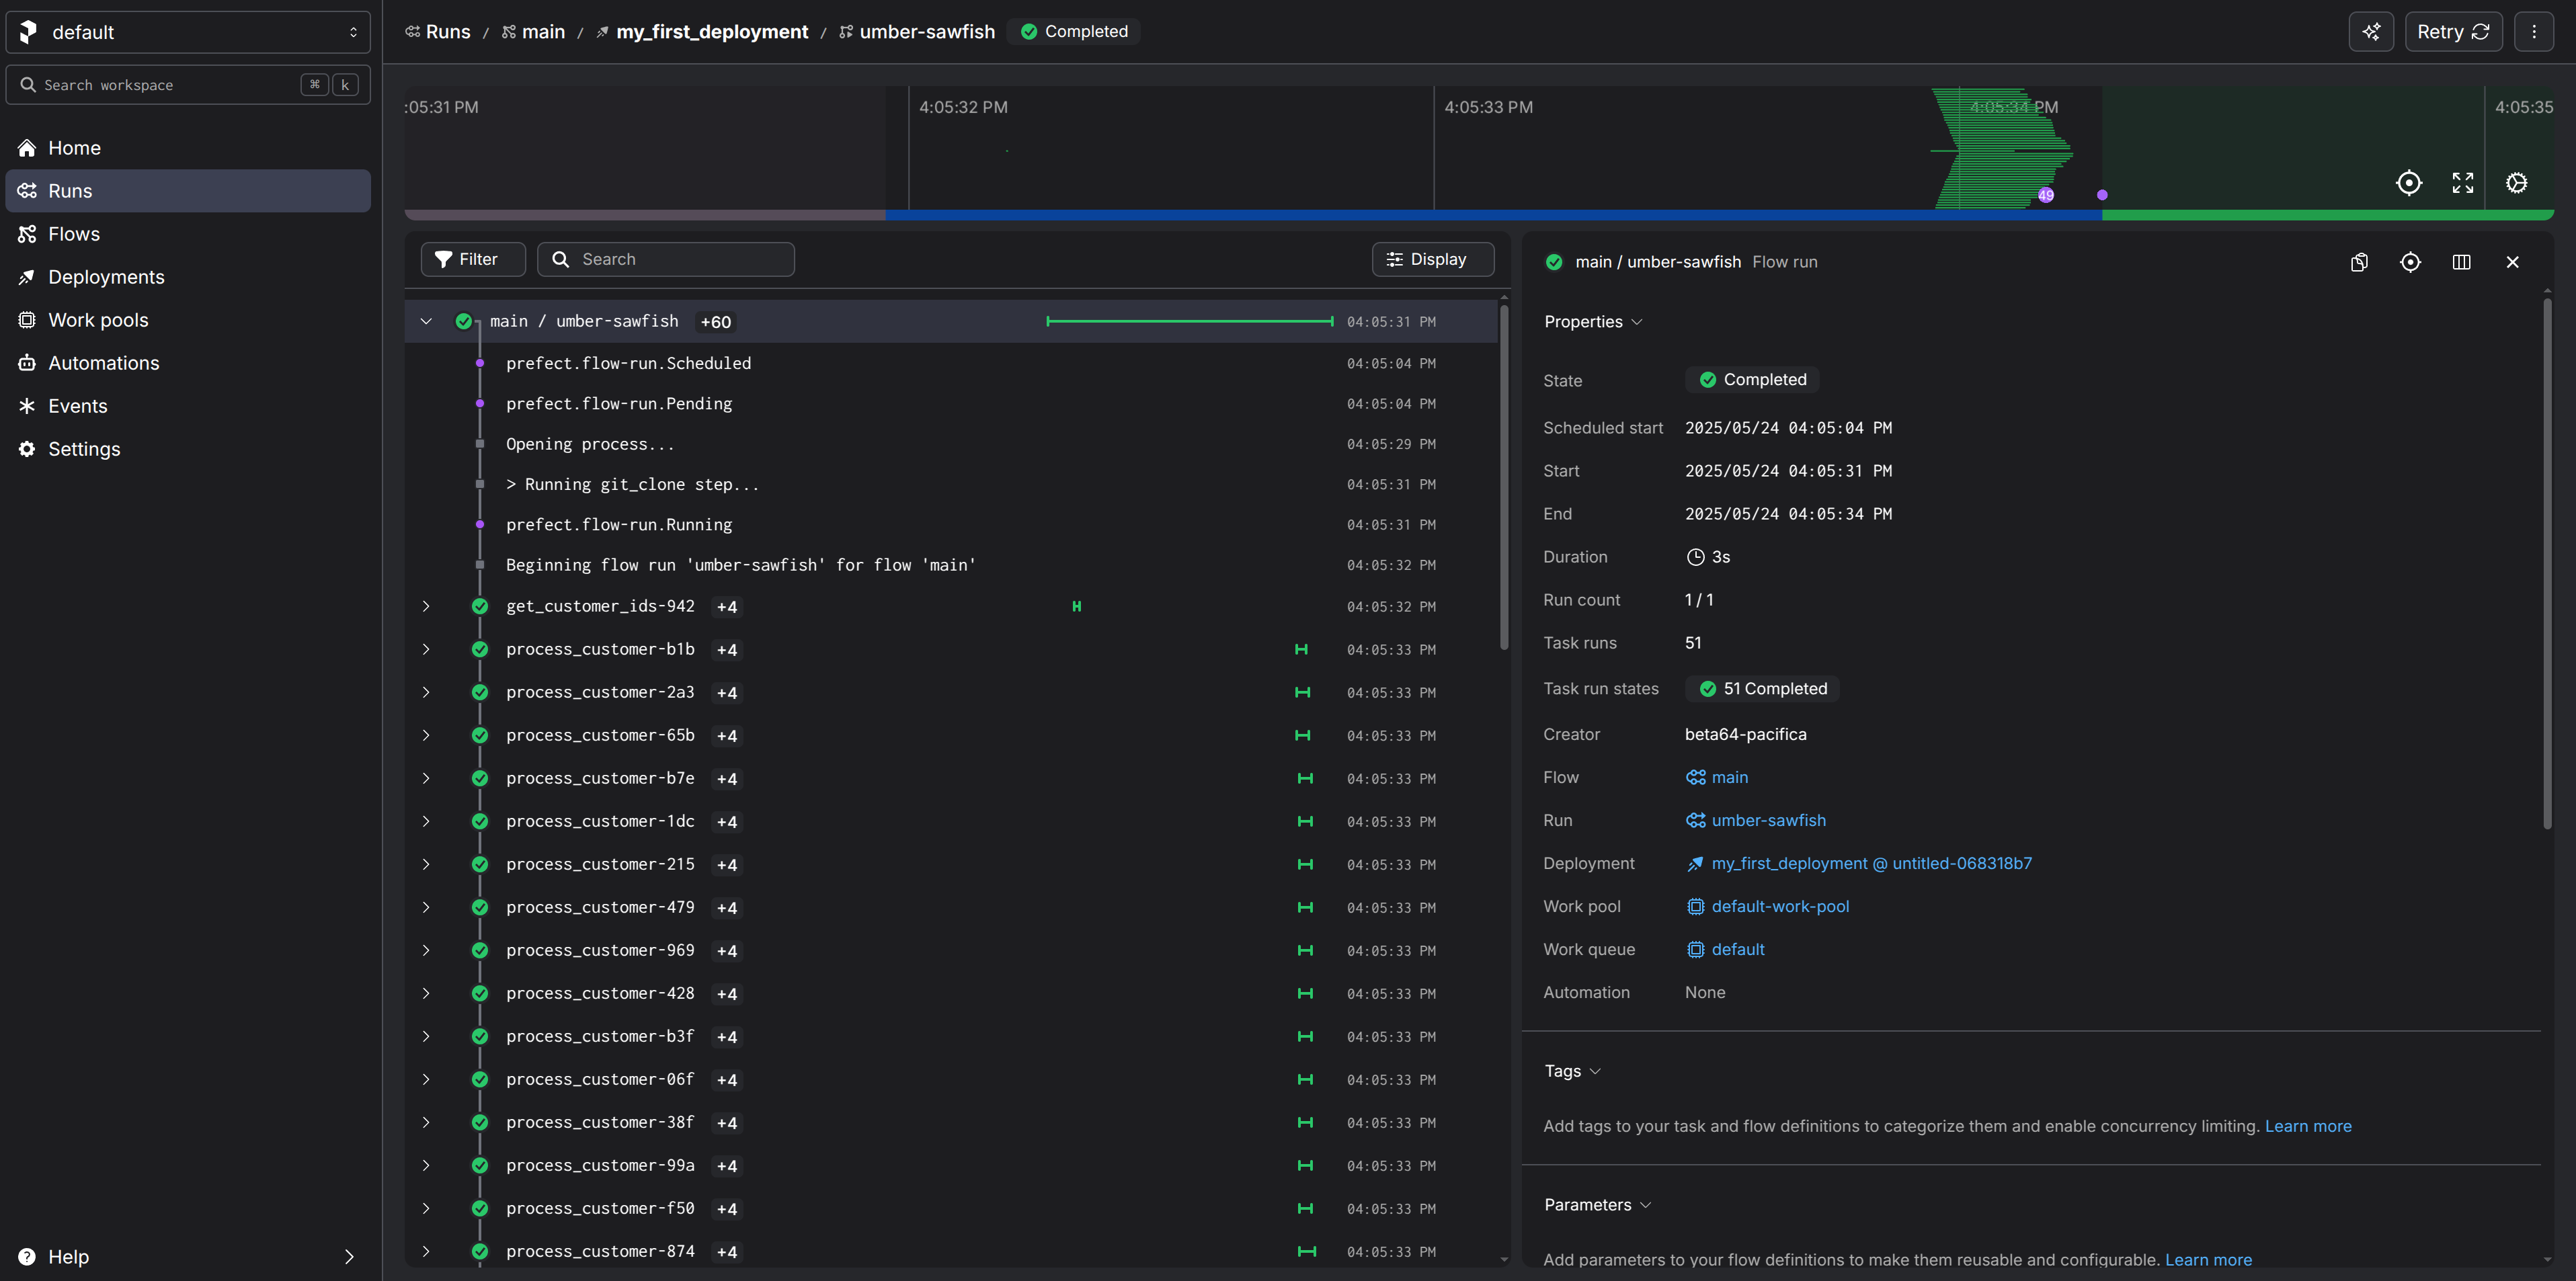 default
Search workspace ⌘ k
Home
Runs
Flows
Deployments
Work pools
Automations
Events
Settings
Help
Runs / main / my_first_deployment / umber-sawfish Completed
Retry
:05:31 PM 4:05:32 PM 4:05:33 PM 4:05:34 PM 4:05:35
49
Filter Search Display
main / umber-sawfish +60 04:05:31 PM
prefect.flow-run.Scheduled 04:05:04 PM
prefect.flow-run.Pending 04:05:04 PM
Opening process... 04:05:29 PM
> Running git_clone step... 04:05:31 PM
prefect.flow-run.Running 04:05:31 PM
Beginning flow run 'umber-sawfish' for flow 'main' 04:05:32 PM
get_customer_ids-942 +4 04:05:32 PM
process_customer-b1b +4 04:05:33 PM
process_customer-2a3 +4 04:05:33 PM
process_customer-65b +4 04:05:33 PM
process_customer-b7e +4 04:05:33 PM
process_customer-1dc +4 04:05:33 PM
process_customer-215 +4 04:05:33 PM
process_customer-479 +4 04:05:33 PM
process_customer-969 +4 04:05:33 PM
process_customer-428 +4 04:05:33 PM
process_customer-b3f +4 04:05:33 PM
process_customer-06f +4 04:05:33 PM
process_customer-38f +4 04:05:33 PM
process_customer-99a +4 04:05:33 PM
process_customer-f50 +4 04:05:33 PM
process_customer-874 +4 04:05:33 PM
main / umber-sawfish Flow run
Properties
State Completed
Scheduled start 2025/05/24 04:05:04 PM
Start 2025/05/24 04:05:31 PM
End 2025/05/24 04:05:34 PM
Duration 3s
Run count 1 / 1
Task runs 51
Task run states 51 Completed
Creator beta64-pacifica
Flow main
Run umber-sawfish
Deployment my_first_deployment @ untitled-068318b7
Work pool default-work-pool
Work queue default
Automation None
Tags
Add tags to your task and flow definitions to categorize them and enable concurrency limiting. Learn more
Parameters
Add parameters to your flow definitions to make them reusable and configurable. Learn more